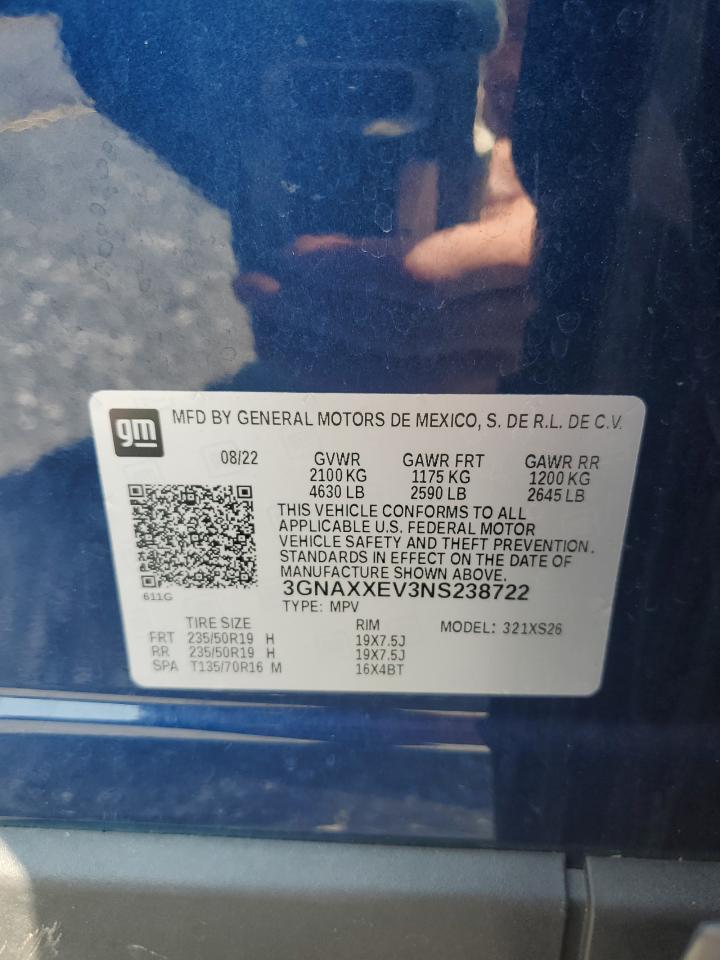 gm
MFD BY GENERAL MOTORS DE MEXICO, S. DE R.L. DE C.V.
08/22 GVWR GAWR FRT GAWR RR
2100 KG 1175 KG 1200 KG
4630 LB 2590 LB 2645 LB
THIS VEHICLE CONFORMS TO ALL
APPLICABLE U.S. FEDERAL MOTOR
VEHICLE SAFETY AND THEFT PREVENTION.
STANDARDS IN EFFECT ON THE DATE OF
MANUFACTURE SHOWN ABOVE.
611G
3GNAXXEV3NS238722
TYPE: MPV
TIRE SIZE RIM MODEL: 321XS26
FRT 235/50R19 H 19X7.5J
RR 235/50R19 H 19X7.5J
SPA T135/70R16 M 16X4BT